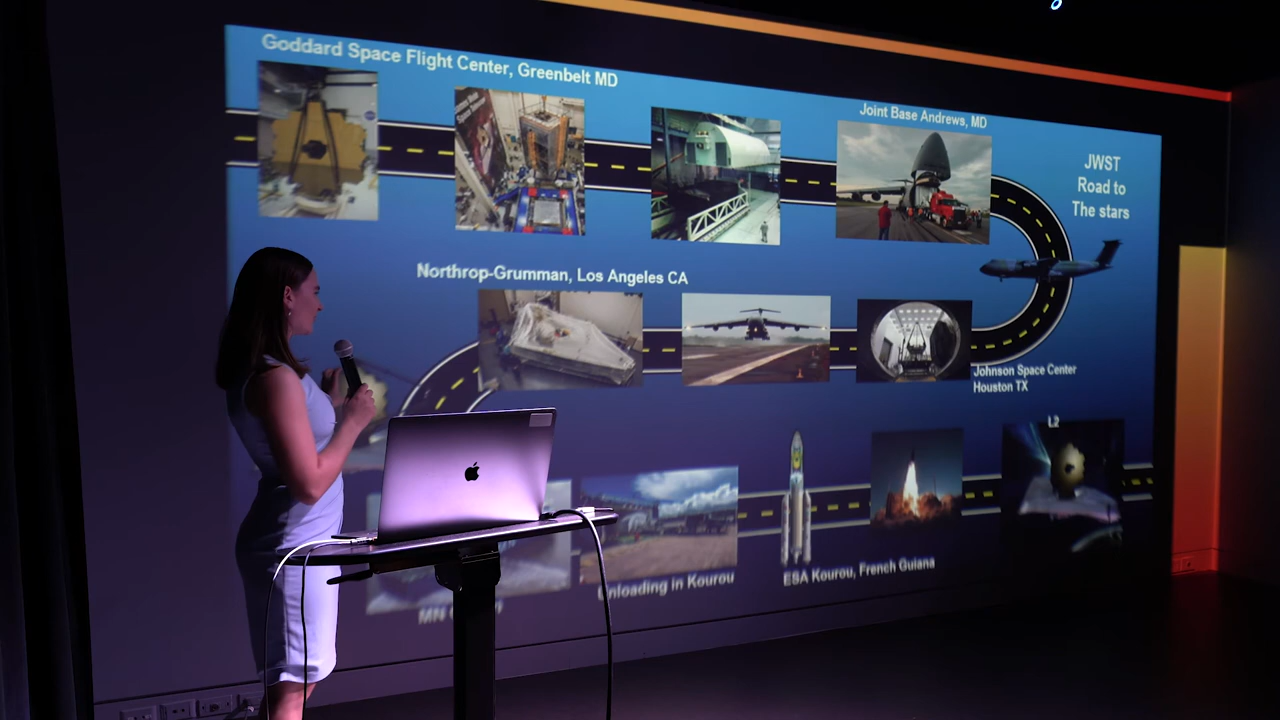 Goddard Space Flight Center, Greenbelt MD
Joint Base Andrews, MD
JWST
Road to
The stars
Northrop-Grumman, Los Angeles CA
Johnson Space Center
Houston TX
L2
in Kourou
ESA Kourou, French Guiana
MN